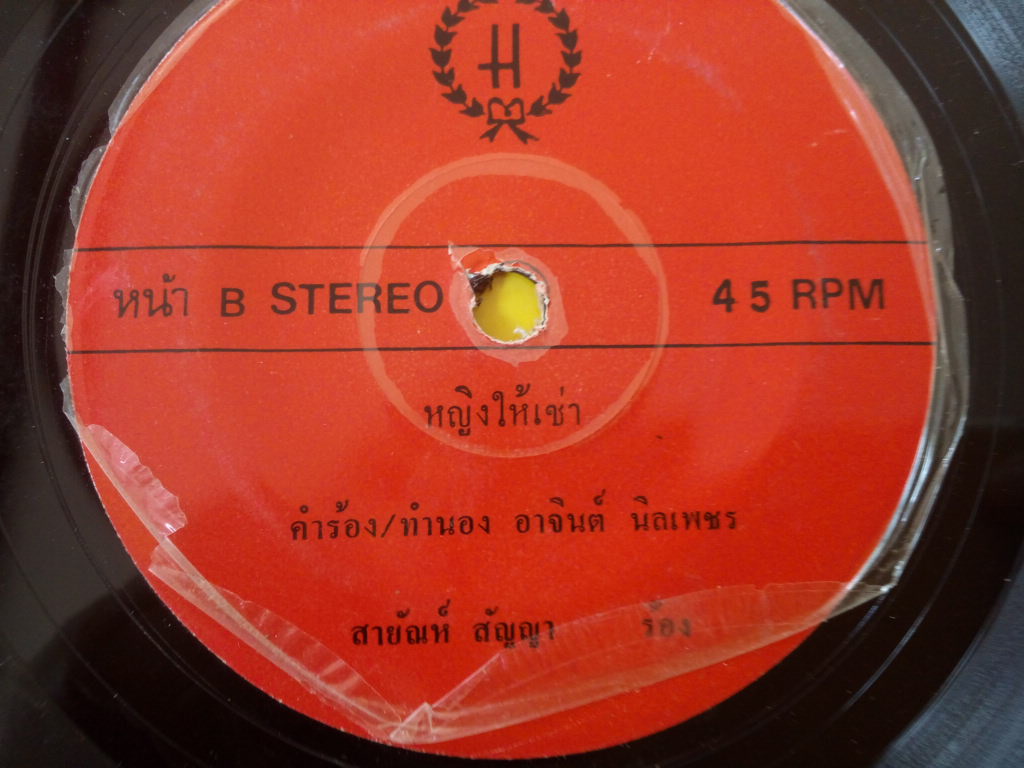 H
หน้า B STEREO 45 RPM
หญิงให้เช่า
คำร้อง/ทำนอง อาจินต์ นิลเพชร
สายัณห์ สัญญา ร้อง